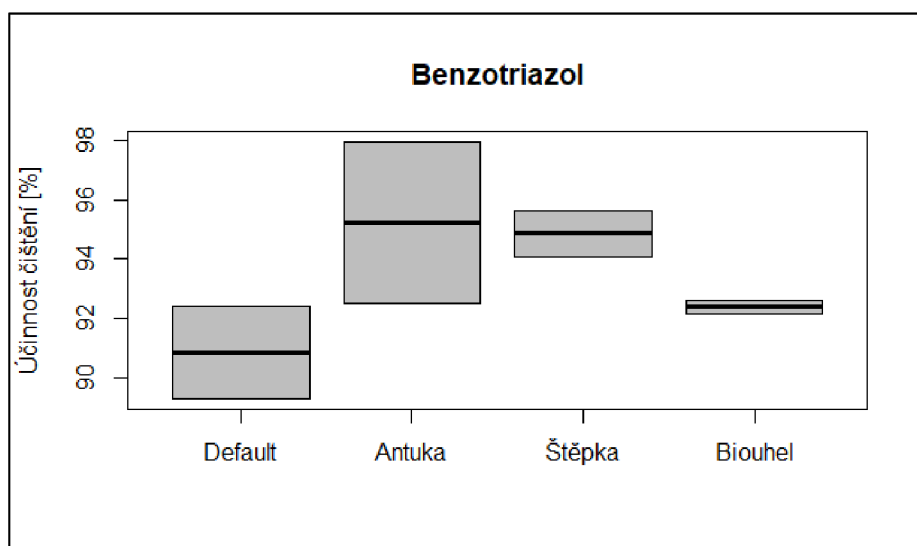 Benzotriazol
Účinnost čištění [%]
98
96
94
92
90
Default Antuka Štěpka Biouhel